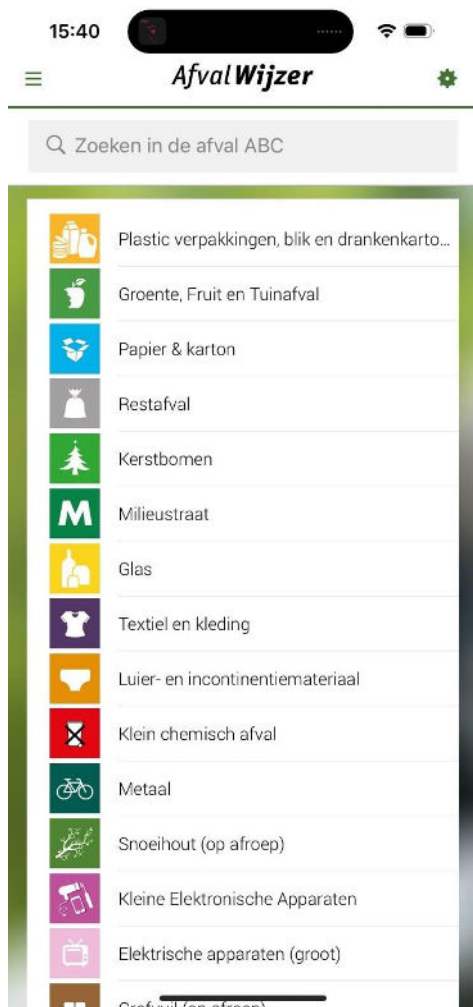 15:40
AfvalWijzer
Zoeken in de afval ABC
Plastic verpakkingen, blik en drankenkarto...
Groente, Fruit en Tuinafval
Papier & karton
Restafval
Kerstbomen
M
Milieustraat
Glas
Textiel en kleding
Luier- en incontinentiemateriaal
Klein chemisch afval
Metaal
Snoeihout (op afroep)
Kleine Elektronische Apparaten
Elektrische apparaten (groot)